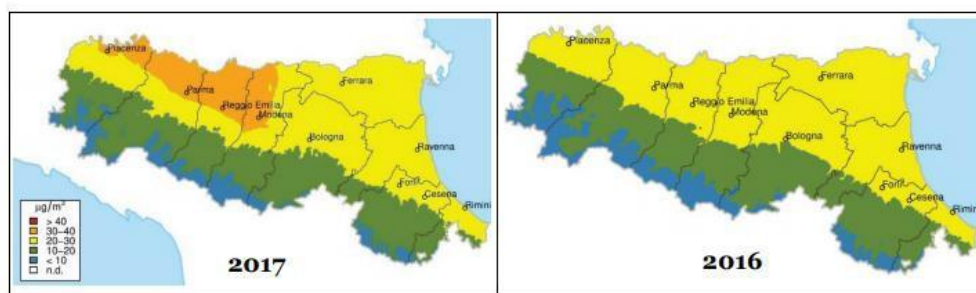 Piacenza
Parma
Reggio Emilia
Modena
Ferrara
Bologna
Ravenna
Forlì
Cesena
Rimini
µg/m³
> 40
30-40
20-30
10-20
< 10
n.d.
2017
Piacenza
Parma
Reggio Emilia
Modena
Ferrara
Bologna
Ravenna
Forlì
Cesena
Rimini
2016